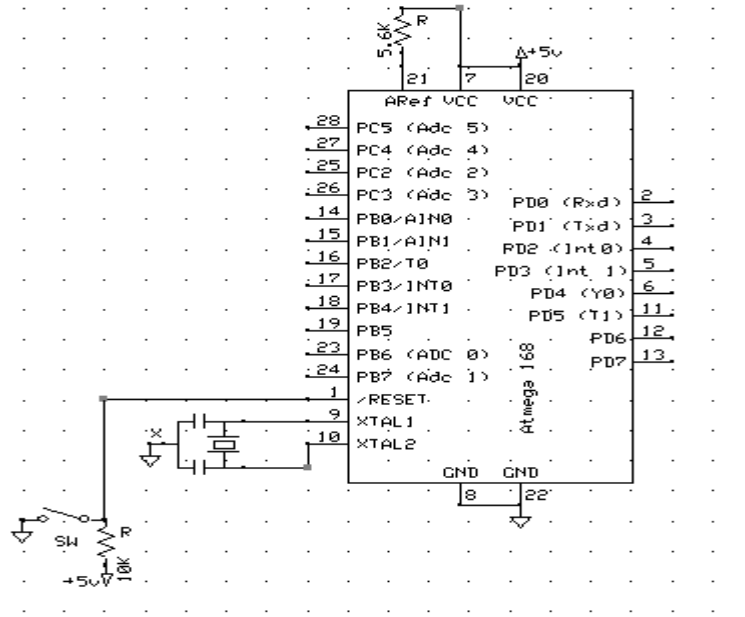 R
5.6K
+5v
21 7 20
ARef VCC VCC
28 PC5 (Adc 5)
27 PC4 (Adc 4)
25 PC2 (Adc 2)
26 PC3 (Adc 3)
14 PB0/AIN0
15 PB1/AIN1
16 PB2/T0
17 PB3/INT0
18 PB4/INT1
19 PB5
23 PB6 (ADC 0)
24 PB7 (Adc 1)
1 /RESET
9 XTAL1
10 XTAL2
PD0 (Rxd) 2
PD1 (Txd) 3
PD2 (Int0) 4
PD3 (Int 1) 5
PD4 (Y0) 6
PD5 (T1) 11
PD6 12
PD7 13
Atmega 168
X
GND GND
8 22
SW
R
10K
+5v